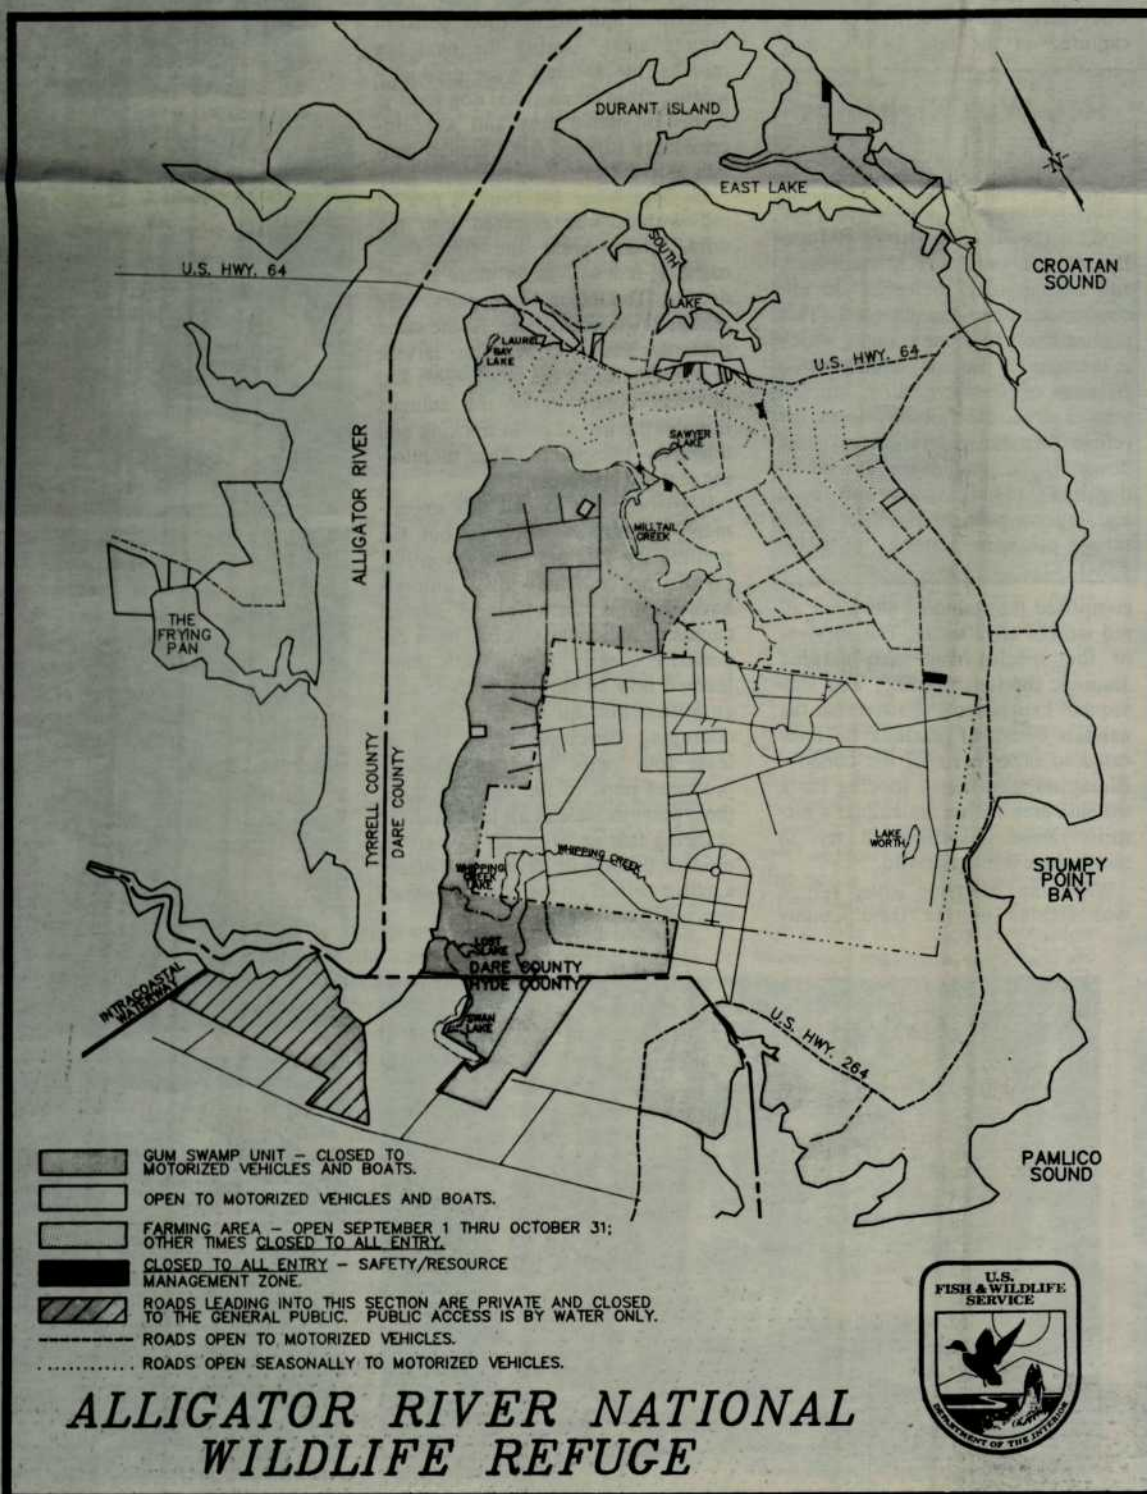 DURANT ISLAND
EAST LAKE
N
CROATAN
SOUND
SOUTH
LAKE
U.S. HWY. 64
LAUREL
BAY
LAKE
U.S. HWY. 64
SAWYER
LAKE
ALLIGATOR RIVER
MILLTAIL
CREEK
THE
FRYING
PAN
TYRRELL COUNTY
DARE COUNTY
LAKE
WORTH
WHIPPING CREEK
WHIPPING
CREEK
LAKE
STUMPY
POINT
BAY
LOST
LAKE
DARE COUNTY
HYDE COUNTY
INTRACOASTAL
WATERWAY
SWAN
LAKE
U.S. HWY. 264
PAMLICO
SOUND
GUM SWAMP UNIT – CLOSED TO
MOTORIZED VEHICLES AND BOATS.
OPEN TO MOTORIZED VEHICLES AND BOATS.
FARMING AREA – OPEN SEPTEMBER 1 THRU OCTOBER 31;
OTHER TIMES CLOSED TO ALL ENTRY.
CLOSED TO ALL ENTRY – SAFETY/RESOURCE
MANAGEMENT ZONE.
ROADS LEADING INTO THIS SECTION ARE PRIVATE AND CLOSED
TO THE GENERAL PUBLIC. PUBLIC ACCESS IS BY WATER ONLY.
ROADS OPEN TO MOTORIZED VEHICLES.
ROADS OPEN SEASONALLY TO MOTORIZED VEHICLES.
U.S.
FISH & WILDLIFE
SERVICE
DEPARTMENT OF THE INTERIOR
ALLIGATOR RIVER NATIONAL
WILDLIFE REFUGE